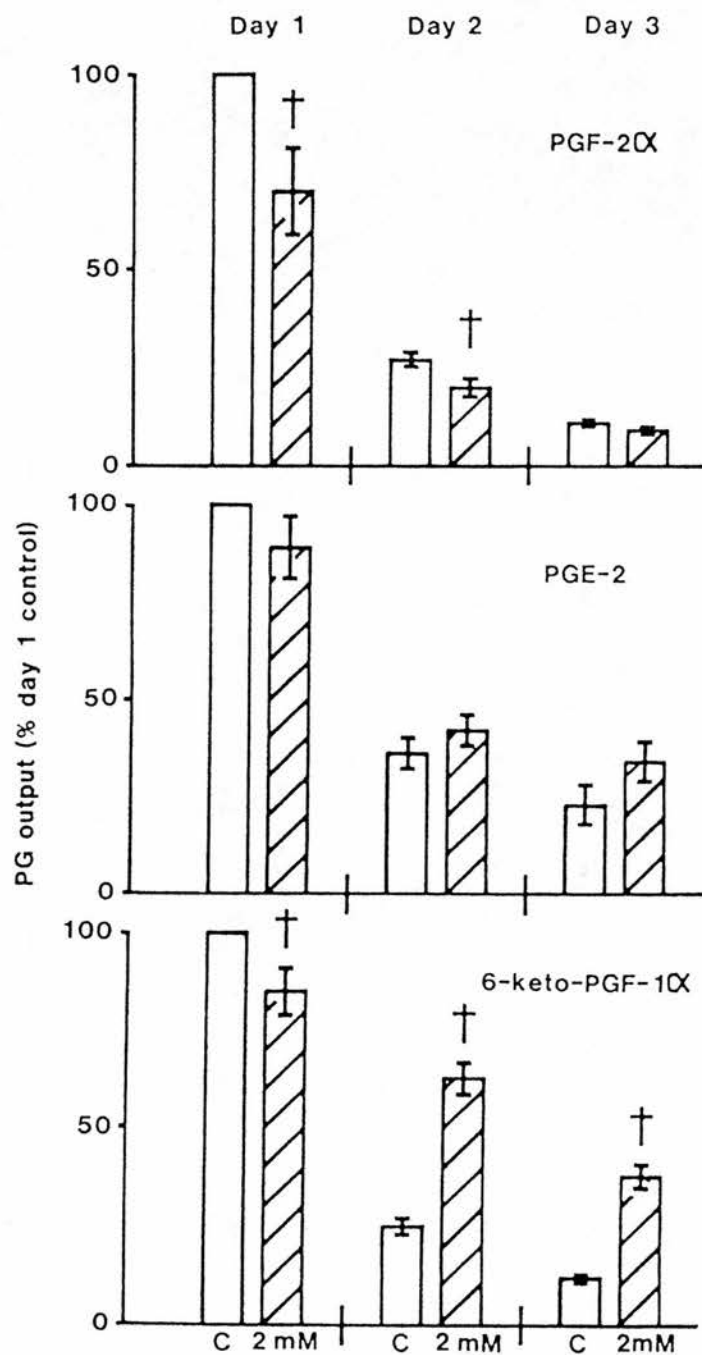 Day 1 Day 2 Day 3
100
†
PGF-2α
50
†
0
100
PGE-2
50
0
PG output (% day 1 control)
100
†
6-keto-PGF-1α
†
50
†
0
C 2 mM C 2 mM C 2mM